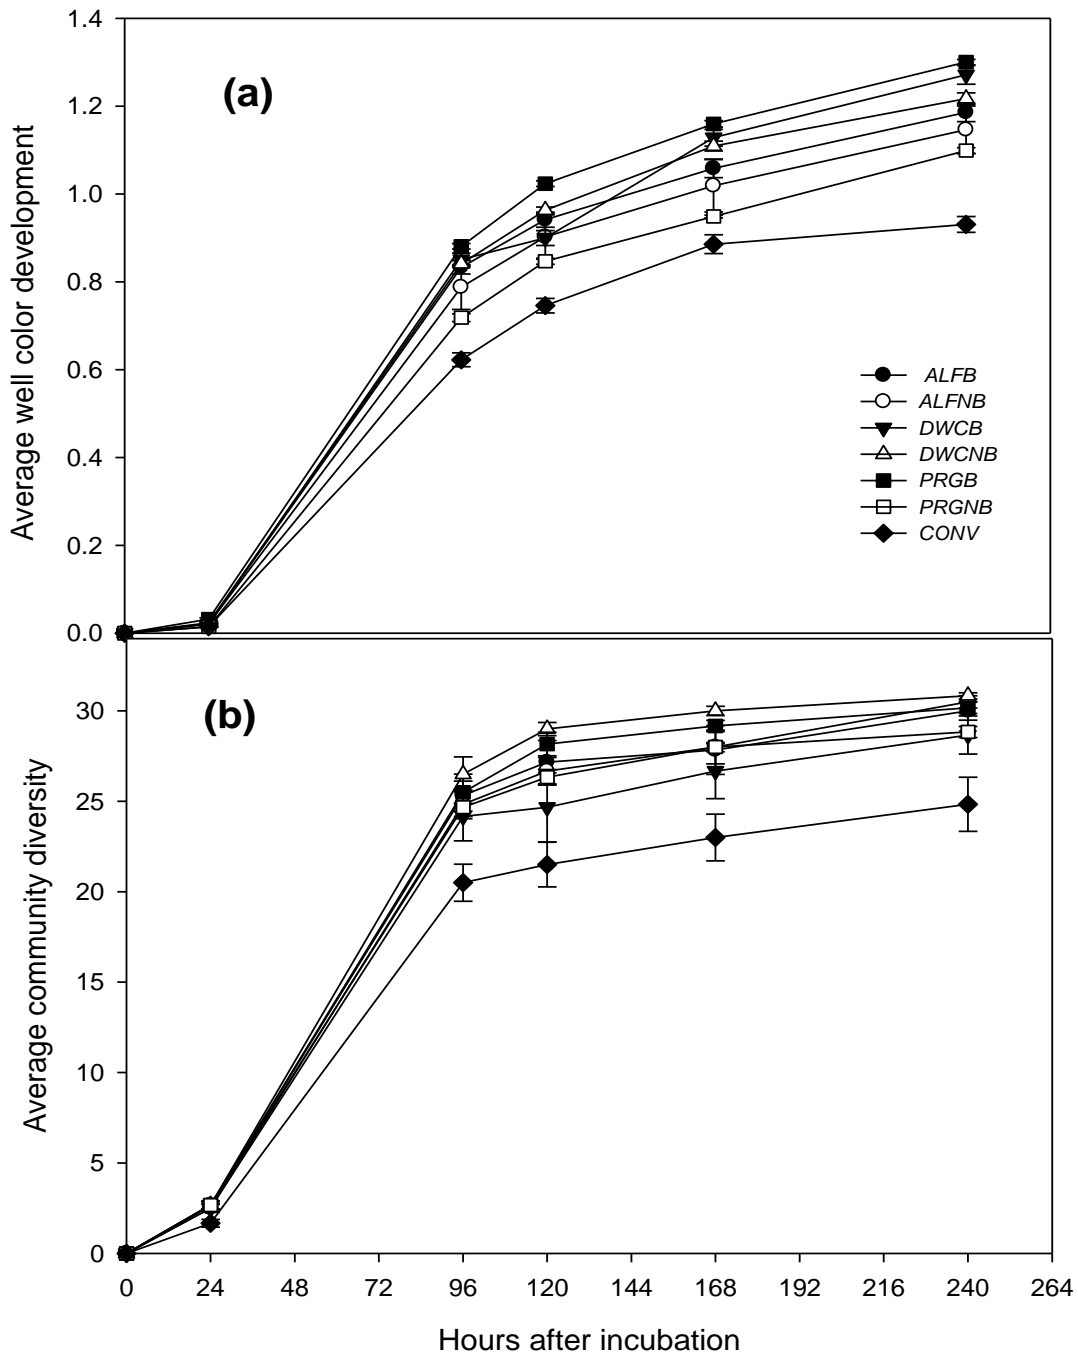 1.4
(a)
1.2
1.0
0.8
0.6
0.4
0.2
0.0
Average well color development
ALFB
ALFNB
DWCB
DWCNB
PRGB
PRGNB
CONV
(b)
30
25
20
15
10
5
0
Average community diversity
0 24 48 72 96 120 144 168 192 216 240 264
Hours after incubation